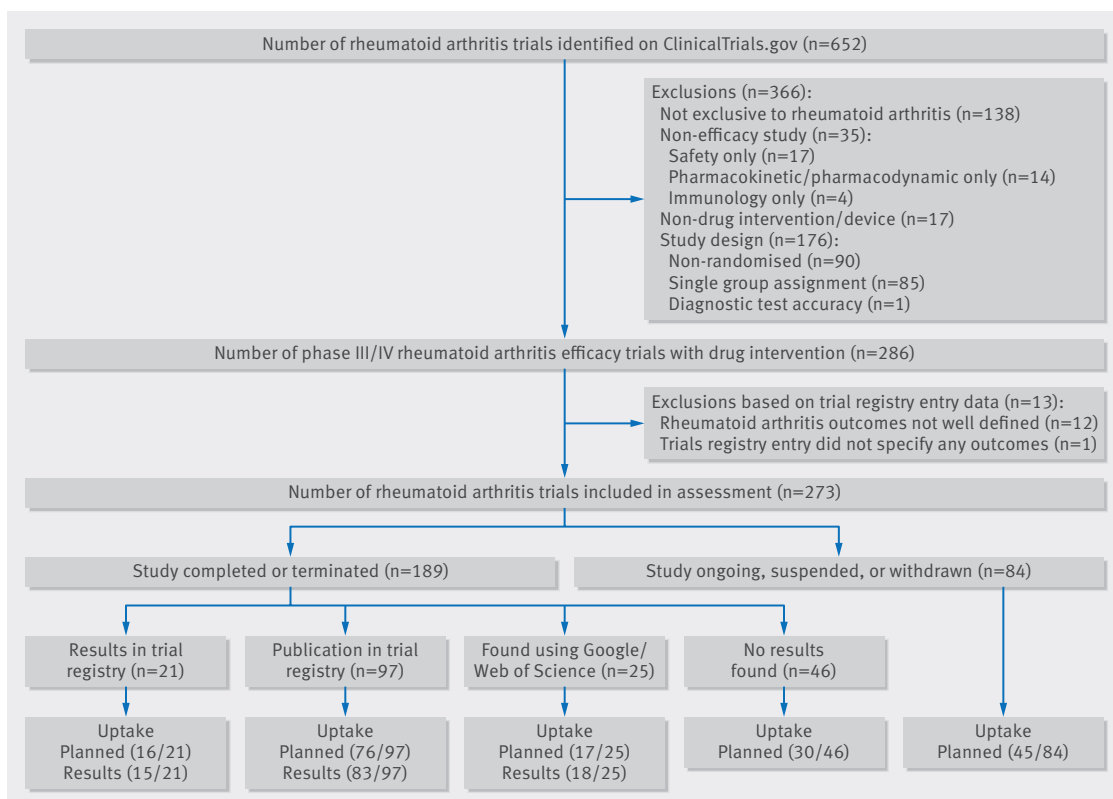 Number of rheumatoid arthritis trials identified on ClinicalTrials.gov (n=652)
Exclusions (n=366):
Not exclusive to rheumatoid arthritis (n=138)
Non-efficacy study (n=35):
Safety only (n=17)
Pharmacokinetic/pharmacodynamic only (n=14)
Immunology only (n=4)
Non-drug intervention/device (n=17)
Study design (n=176):
Non-randomised (n=90)
Single group assignment (n=85)
Diagnostic test accuracy (n=1)
Number of phase III/IV rheumatoid arthritis efficacy trials with drug intervention (n=286)
Exclusions based on trial registry entry data (n=13):
Rheumatoid arthritis outcomes not well defined (n=12)
Trials registry entry did not specify any outcomes (n=1)
Number of rheumatoid arthritis trials included in assessment (n=273)
Study completed or terminated (n=189)
Study ongoing, suspended, or withdrawn (n=84)
Results in trial
registry (n=21)
Publication in trial
registry (n=97)
Found using Google/
Web of Science (n=25)
No results
found (n=46)
Uptake
Planned (16/21)
Results (15/21)
Uptake
Planned (76/97)
Results (83/97)
Uptake
Planned (17/25)
Results (18/25)
Uptake
Planned (30/46)
Uptake
Planned (45/84)